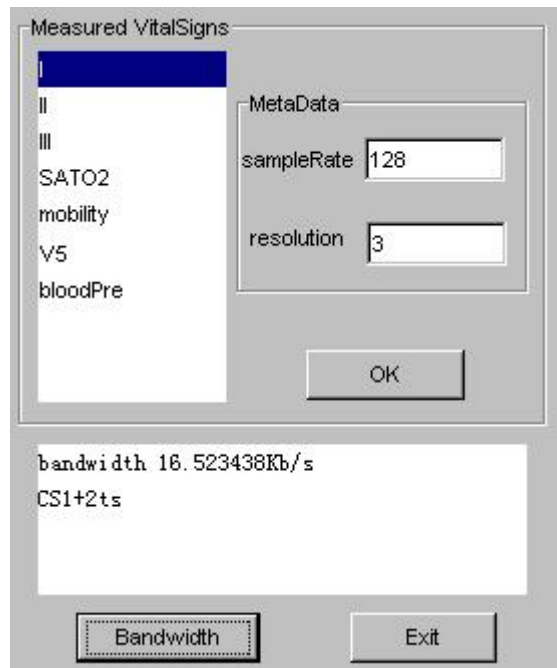 Measured VitalSigns
I
II
III
SATO2
mobility
V5
bloodPre
MetaData
sampleRate 128
resolution 3
OK
bandwidth 16.523438Kb/s
CS1+2ts
Bandwidth
Exit